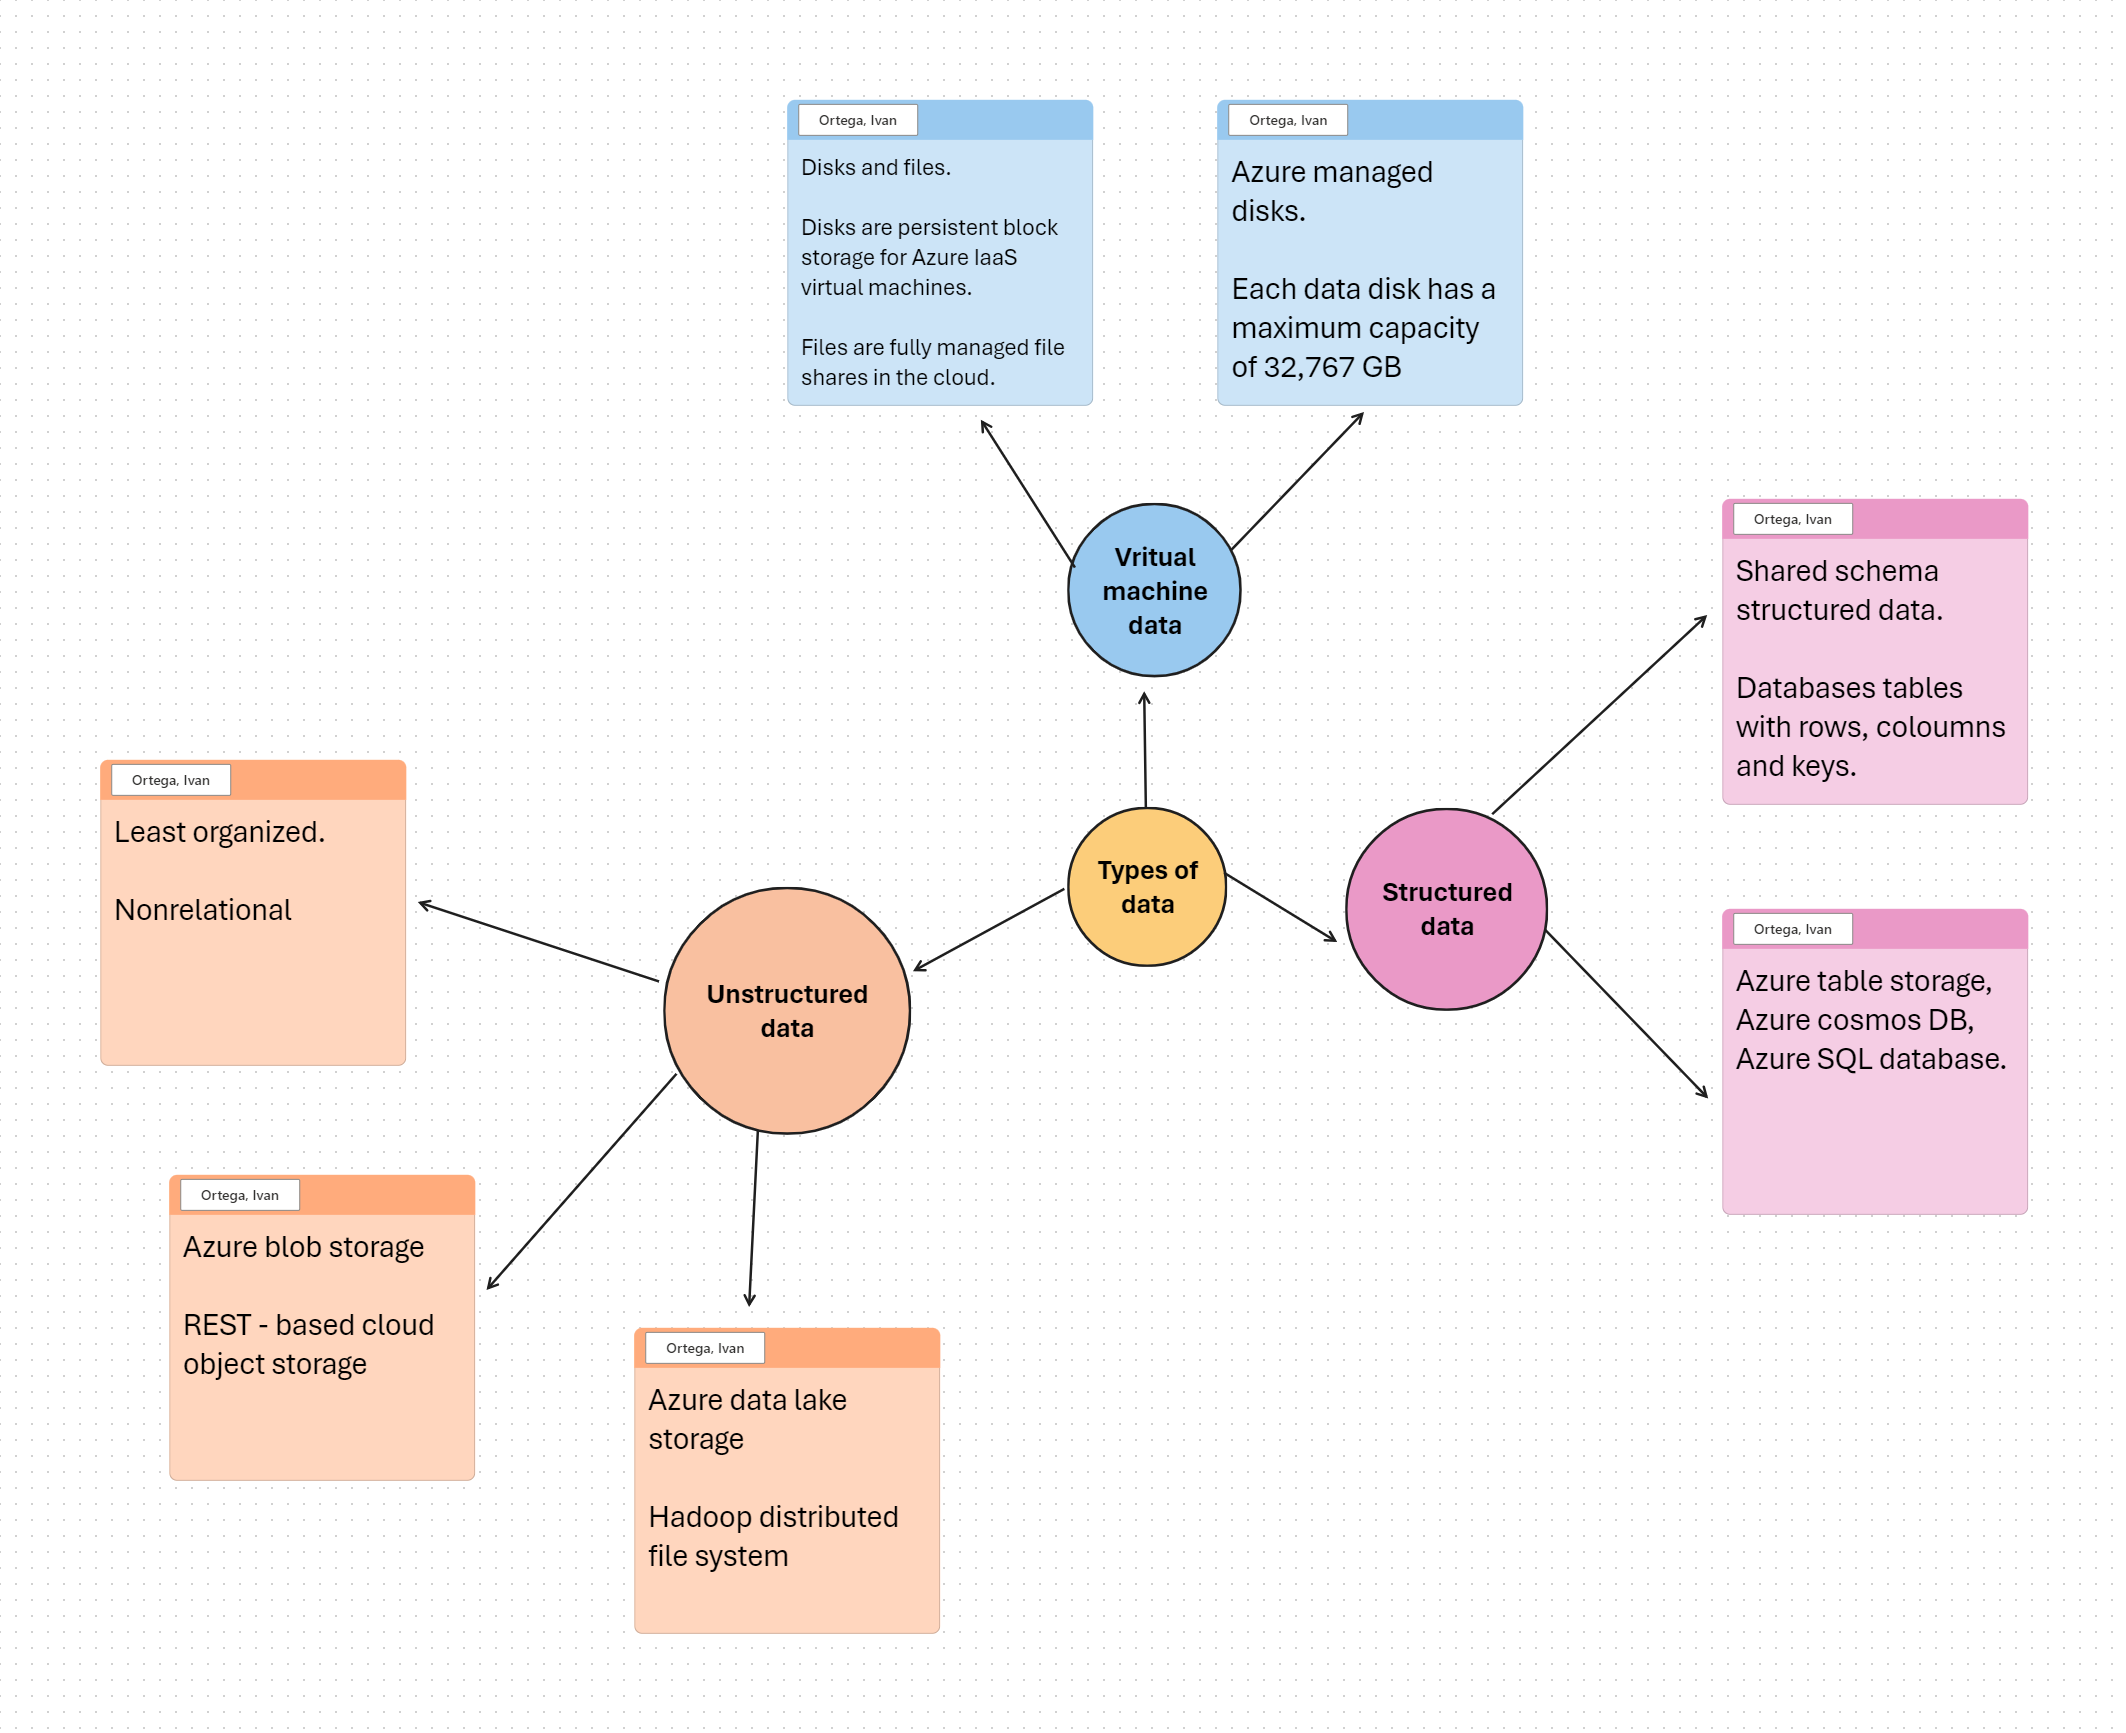 Ortega, Ivan
Disks and files.
Disks are persistent block
storage for Azure IaaS
virtual machines.
Files are fully managed file
shares in the cloud.
Ortega, Ivan
Azure managed
disks.
Each data disk has a
maximum capacity
of 32,767 GB
Vritual
machine
data
Ortega, Ivan
Shared schema
structured data.
Databases tables
with rows, coloumns
and keys.
Ortega, Ivan
Least organized.
Nonrelational
Types of
data
Structured
data
Unstructured
data
Ortega, Ivan
Azure table storage,
Azure cosmos DB,
Azure SQL database.
Ortega, Ivan
Azure blob storage
REST - based cloud
object storage
Ortega, Ivan
Azure data lake
storage
Hadoop distributed
file system